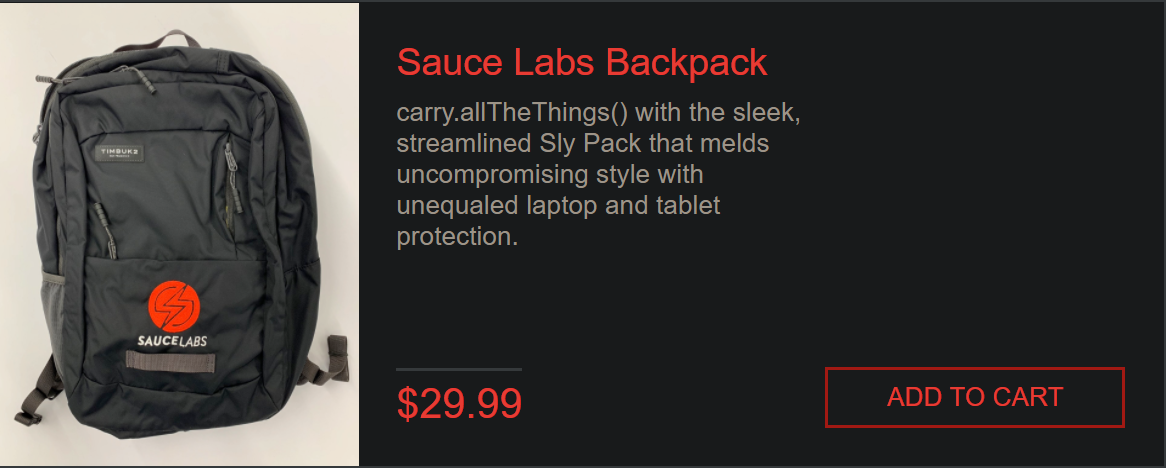 TIMBUK2
SAUCELABS
Sauce Labs Backpack
carry.allTheThings() with the sleek,
streamlined Sly Pack that melds
uncompromising style with
unequaled laptop and tablet
protection.
$29.99
ADD TO CART